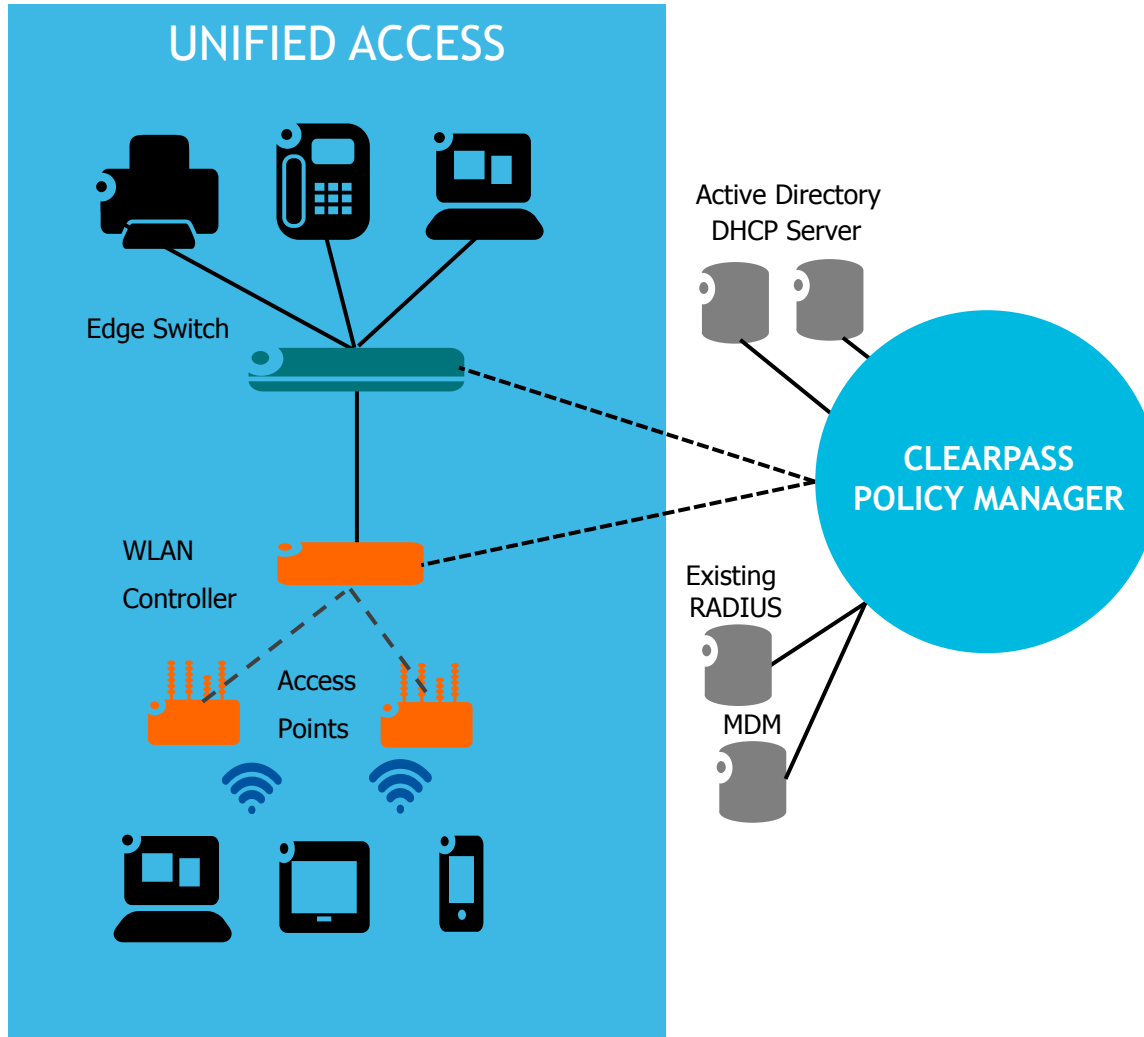 UNIFIED ACCESS
Active Directory
DHCP Server
Edge Switch
CLEARPASS
POLICY MANAGER
WLAN
Controller
Existing
RADIUS
Access
Points
MDM